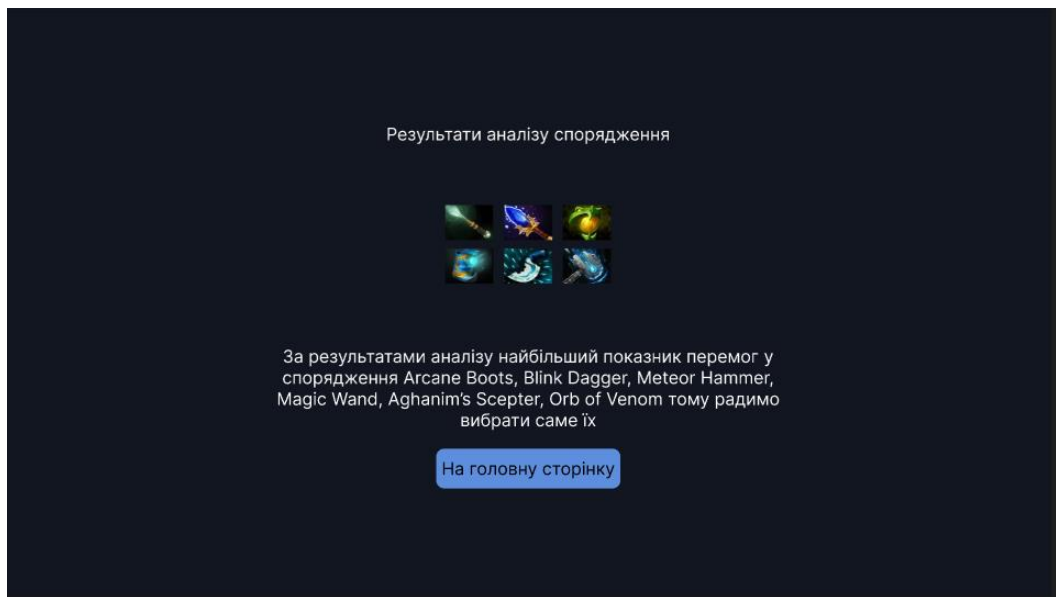 Результати аналізу спорядження
За результатами аналізу найбільший показник перемог у
спорядження Arcane Boots, Blink Dagger, Meteor Hammer,
Magic Wand, Aghanim’s Scepter, Orb of Venom тому радимо
вибрати саме їх
На головну сторінку